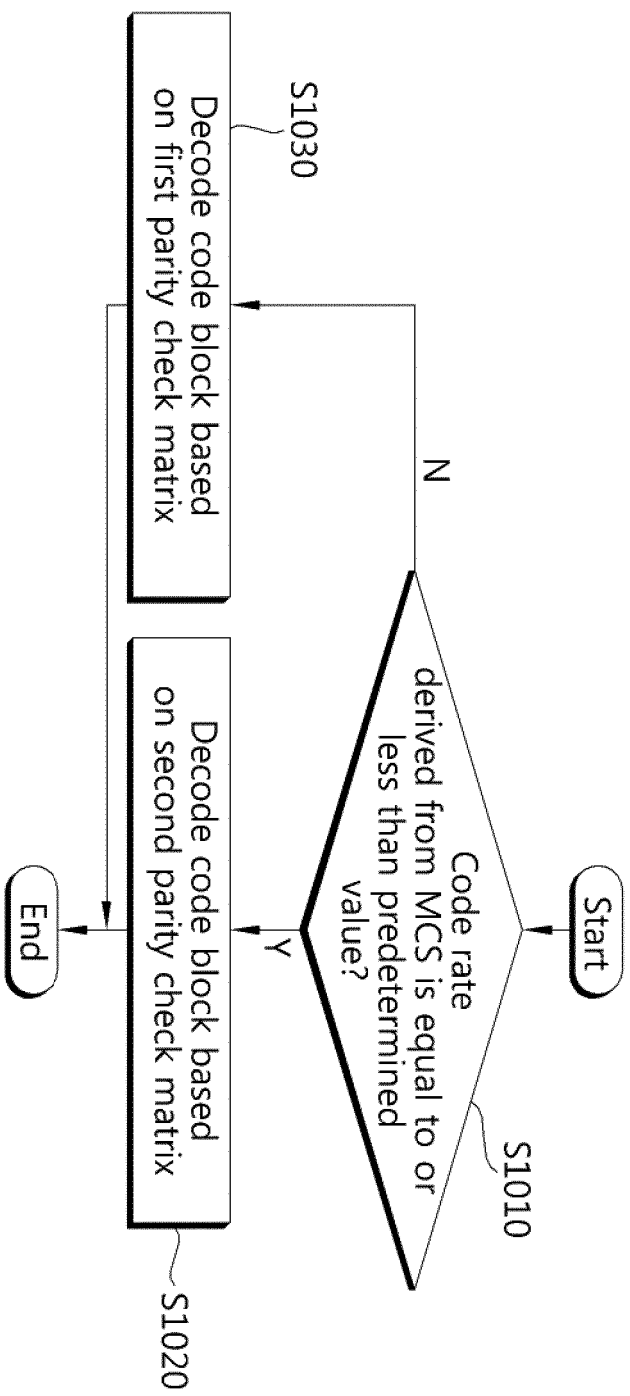 Start
Code rate
derived from MCS is equal to or
less than predetermined
value?
S1010
N
Y
S1030
Decode code block based
on first parity check matrix
Decode code block based
on second parity check matrix
S1020
End